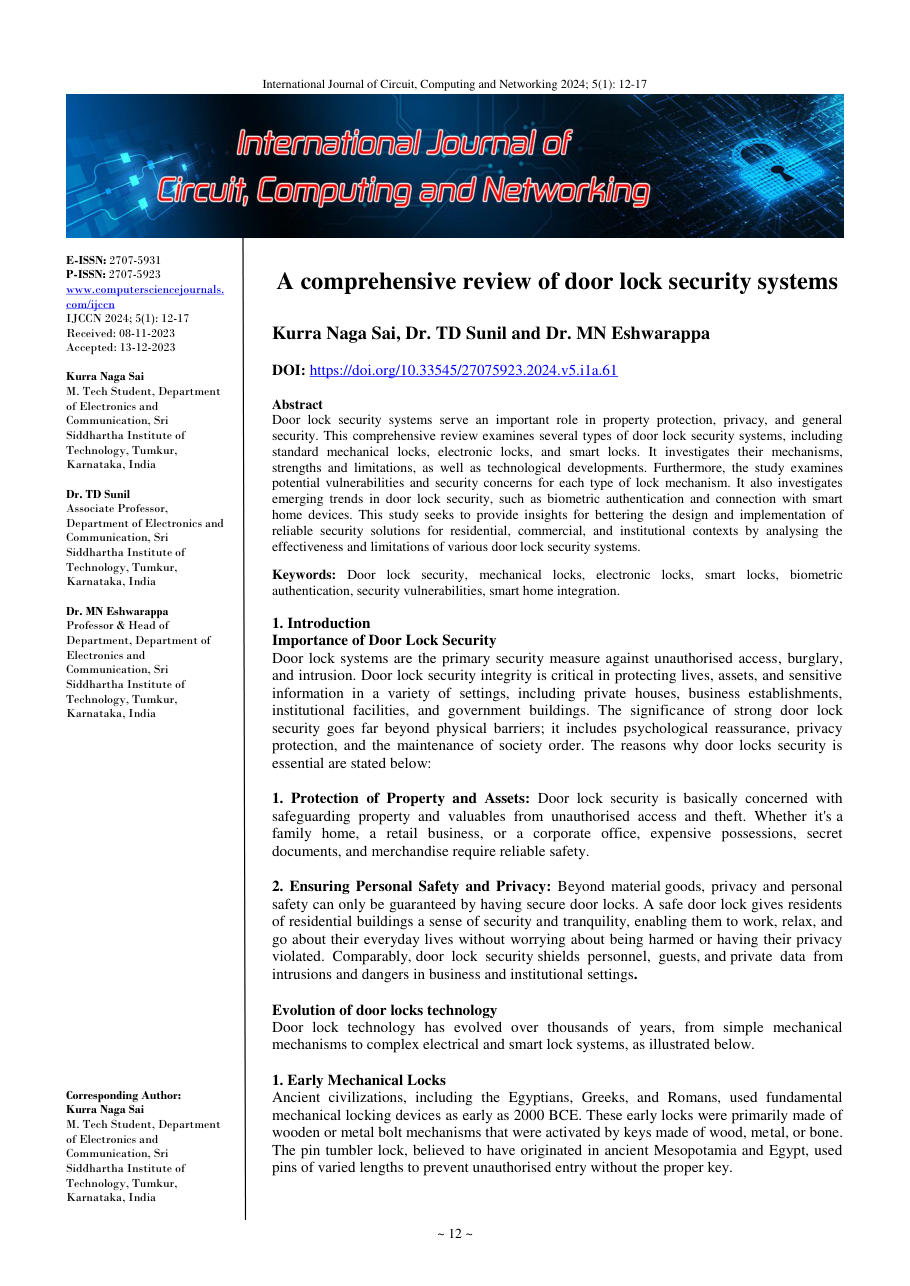 International Journal of Circuit, Computing and Networking 2024; 5(1): 12-17
International Journal of
Circuit, Computing and Networking
E-ISSN: 2707-5931
P-ISSN: 2707-5923
www.computersciencejournals.
com/ijccn
IJCCN 2024; 5(1): 12-17
Received: 08-11-2023
Accepted: 13-12-2023
Kurra Naga Sai
M. Tech Student, Department
of Electronics and
Communication, Sri
Siddhartha Institute of
Technology, Tumkur,
Karnataka, India
Dr. TD Sunil
Associate Professor,
Department of Electronics and
Communication, Sri
Siddhartha Institute of
Technology, Tumkur,
Karnataka, India
Dr. MN Eshwarappa
Professor & Head of
Department, Department of
Electronics and
Communication, Sri
Siddhartha Institute of
Technology, Tumkur,
Karnataka, India
Corresponding Author:
Kurra Naga Sai
M. Tech Student, Department
of Electronics and
Communication, Sri
Siddhartha Institute of
Technology, Tumkur,
Karnataka, India
A comprehensive review of door lock security systems
Kurra Naga Sai, Dr. TD Sunil and Dr. MN Eshwarappa
DOI: https://doi.org/10.33545/27075923.2024.v5.i1a.61
Abstract
Door lock security systems serve an important role in property protection, privacy, and general
security. This comprehensive review examines several types of door lock security systems, including
standard mechanical locks, electronic locks, and smart locks. It investigates their mechanisms,
strengths and limitations, as well as technological developments. Furthermore, the study examines
potential vulnerabilities and security concerns for each type of lock mechanism. It also investigates
emerging trends in door lock security, such as biometric authentication and connection with smart
home devices. This study seeks to provide insights for bettering the design and implementation of
reliable security solutions for residential, commercial, and institutional contexts by analysing the
effectiveness and limitations of various door lock security systems.
Keywords: Door lock security, mechanical locks, electronic locks, smart locks, biometric
authentication, security vulnerabilities, smart home integration.
1. Introduction
Importance of Door Lock Security
Door lock systems are the primary security measure against unauthorised access, burglary,
and intrusion. Door lock security integrity is critical in protecting lives, assets, and sensitive
information in a variety of settings, including private houses, business establishments,
institutional facilities, and government buildings. The significance of strong door lock
security goes far beyond physical barriers; it includes psychological reassurance, privacy
protection, and the maintenance of society order. The reasons why door locks security is
essential are stated below:
1. Protection of Property and Assets: Door lock security is basically concerned with
safeguarding property and valuables from unauthorised access and theft. Whether it's a
family home, a retail business, or a corporate office, expensive possessions, secret
documents, and merchandise require reliable safety.
2. Ensuring Personal Safety and Privacy: Beyond material goods, privacy and personal
safety can only be guaranteed by having secure door locks. A safe door lock gives residents
of residential buildings a sense of security and tranquility, enabling them to work, relax, and
go about their everyday lives without worrying about being harmed or having their privacy
violated. Comparably, door lock security shields personnel, guests, and private data from
intrusions and dangers in business and institutional settings.
Evolution of door locks technology
Door lock technology has evolved over thousands of years, from simple mechanical
mechanisms to complex electrical and smart lock systems, as illustrated below.
1. Early Mechanical Locks
Ancient civilizations, including the Egyptians, Greeks, and Romans, used fundamental
mechanical locking devices as early as 2000 BCE. These early locks were primarily made of
wooden or metal bolt mechanisms that were activated by keys made of wood, metal, or bone.
The pin tumbler lock, believed to have originated in ancient Mesopotamia and Egypt, used
pins of varied lengths to prevent unauthorised entry without the proper key.
~ 12 ~